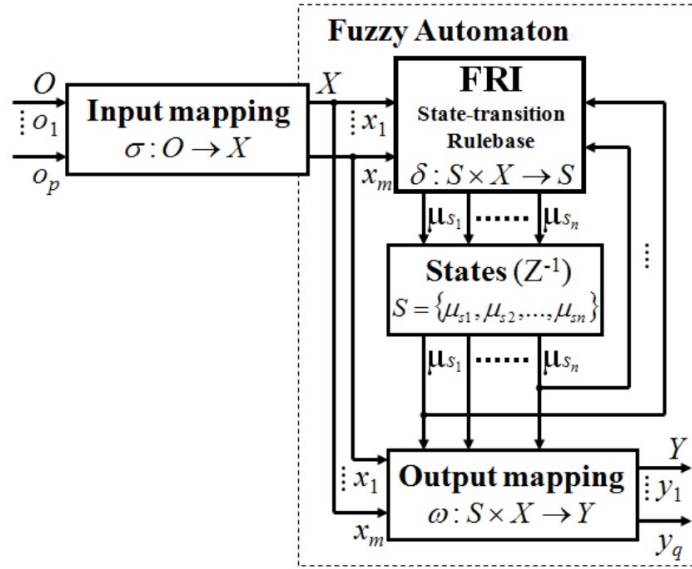 Fuzzy Automaton
O
⋮ o₁
oₚ
Input mapping
σ : O → X
X
⋮ x₁
xₘ
FRI
State-transition
Rulebase
δ : S × X → S
μs₁ ······ μsₙ
⋮
States (Z⁻¹)
S = {μs1, μs2, ..., μsn}
μs₁ ······ μsₙ
⋮ x₁
xₘ
Output mapping
ω : S × X → Y
Y
⋮ y₁
y_q